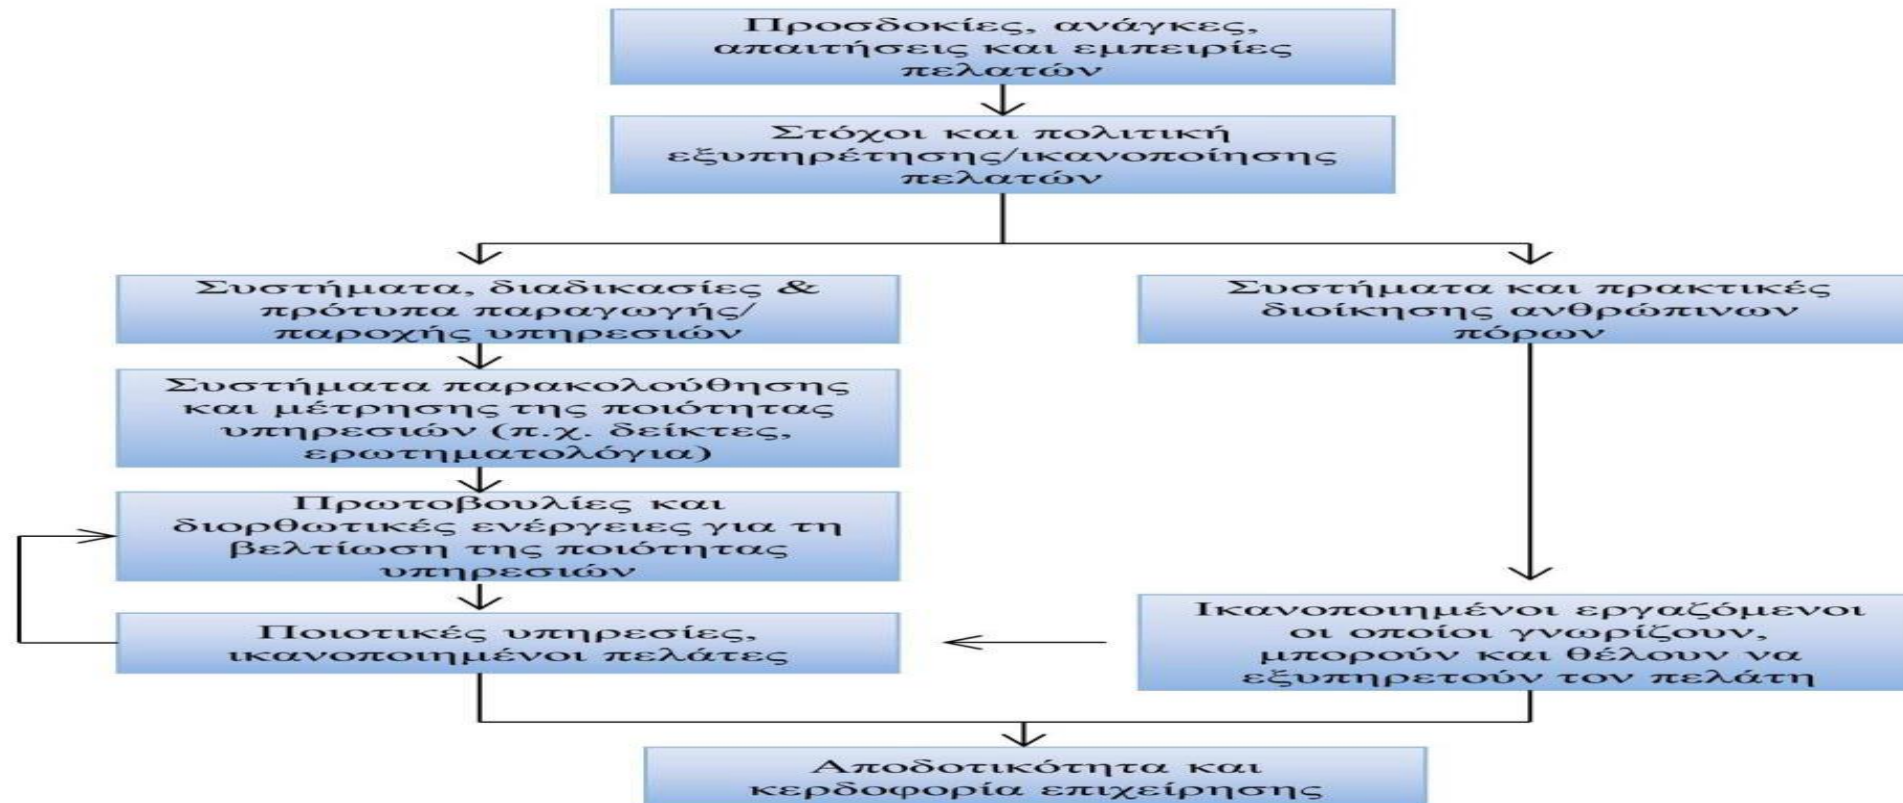 Προσδοκίες, ανάγκες,
απαιτήσεις και εμπειρίες
πελατών
Στόχοι και πολιτική
εξυπηρέτησης/ικανοποίησης
πελατών
Συστήματα, διαδικασίες &
πρότυπα παραγωγής/
παροχής υπηρεσιών
Συστήματα παρακολούθησης
και μέτρησης της ποιότητας
υπηρεσιών (π.χ. δείκτες,
ερωτηματολόγια)
Πρωτοβουλίες και
διορθωτικές ενέργειες για τη
βελτίωση της ποιότητας
υπηρεσιών
Ποιοτικές υπηρεσίες,
ικανοποιημένοι πελάτες
Συστήματα και πρακτικές
διοίκησης ανθρώπινων
πόρων
Ικανοποιημένοι εργαζόμενοι
οι οποίοι γνωρίζουν,
μπορούν και θέλουν να
εξυπηρετούν τον πελάτη
Αποδοτικότητα και
κερδοφορία επιχείρησης